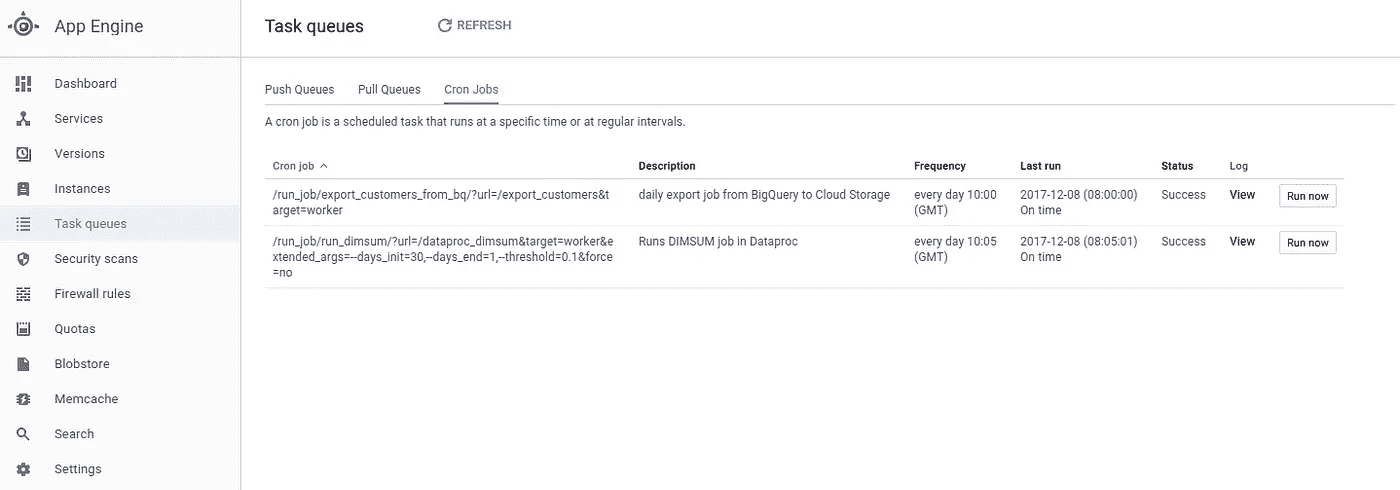 App Engine
Task queues
REFRESH
Dashboard
Services
Versions
Instances
Task queues
Security scans
Firewall rules
Quotas
Blobstore
Memcache
Search
Settings
Push Queues Pull Queues Cron Jobs
A cron job is a scheduled task that runs at a specific time or at regular intervals.
Cron job Description Frequency Last run Status Log
/run_job/export_customers_from_bq/?url=/export_customers&t daily export job from BigQuery to Cloud Storage every day 10:00 2017-12-08 (08:00:00) Success View Run now
arget=worker (GMT) On time
/run_job/run_dimsum/?url=/dataproc_dimsum&target=worker&e Runs DIMSUM job in Dataproc every day 10:05 2017-12-08 (08:05:01) Success View Run now
xtended_args=--days_init=30,--days_end=1,--threshold=0.1&force (GMT) On time
=no